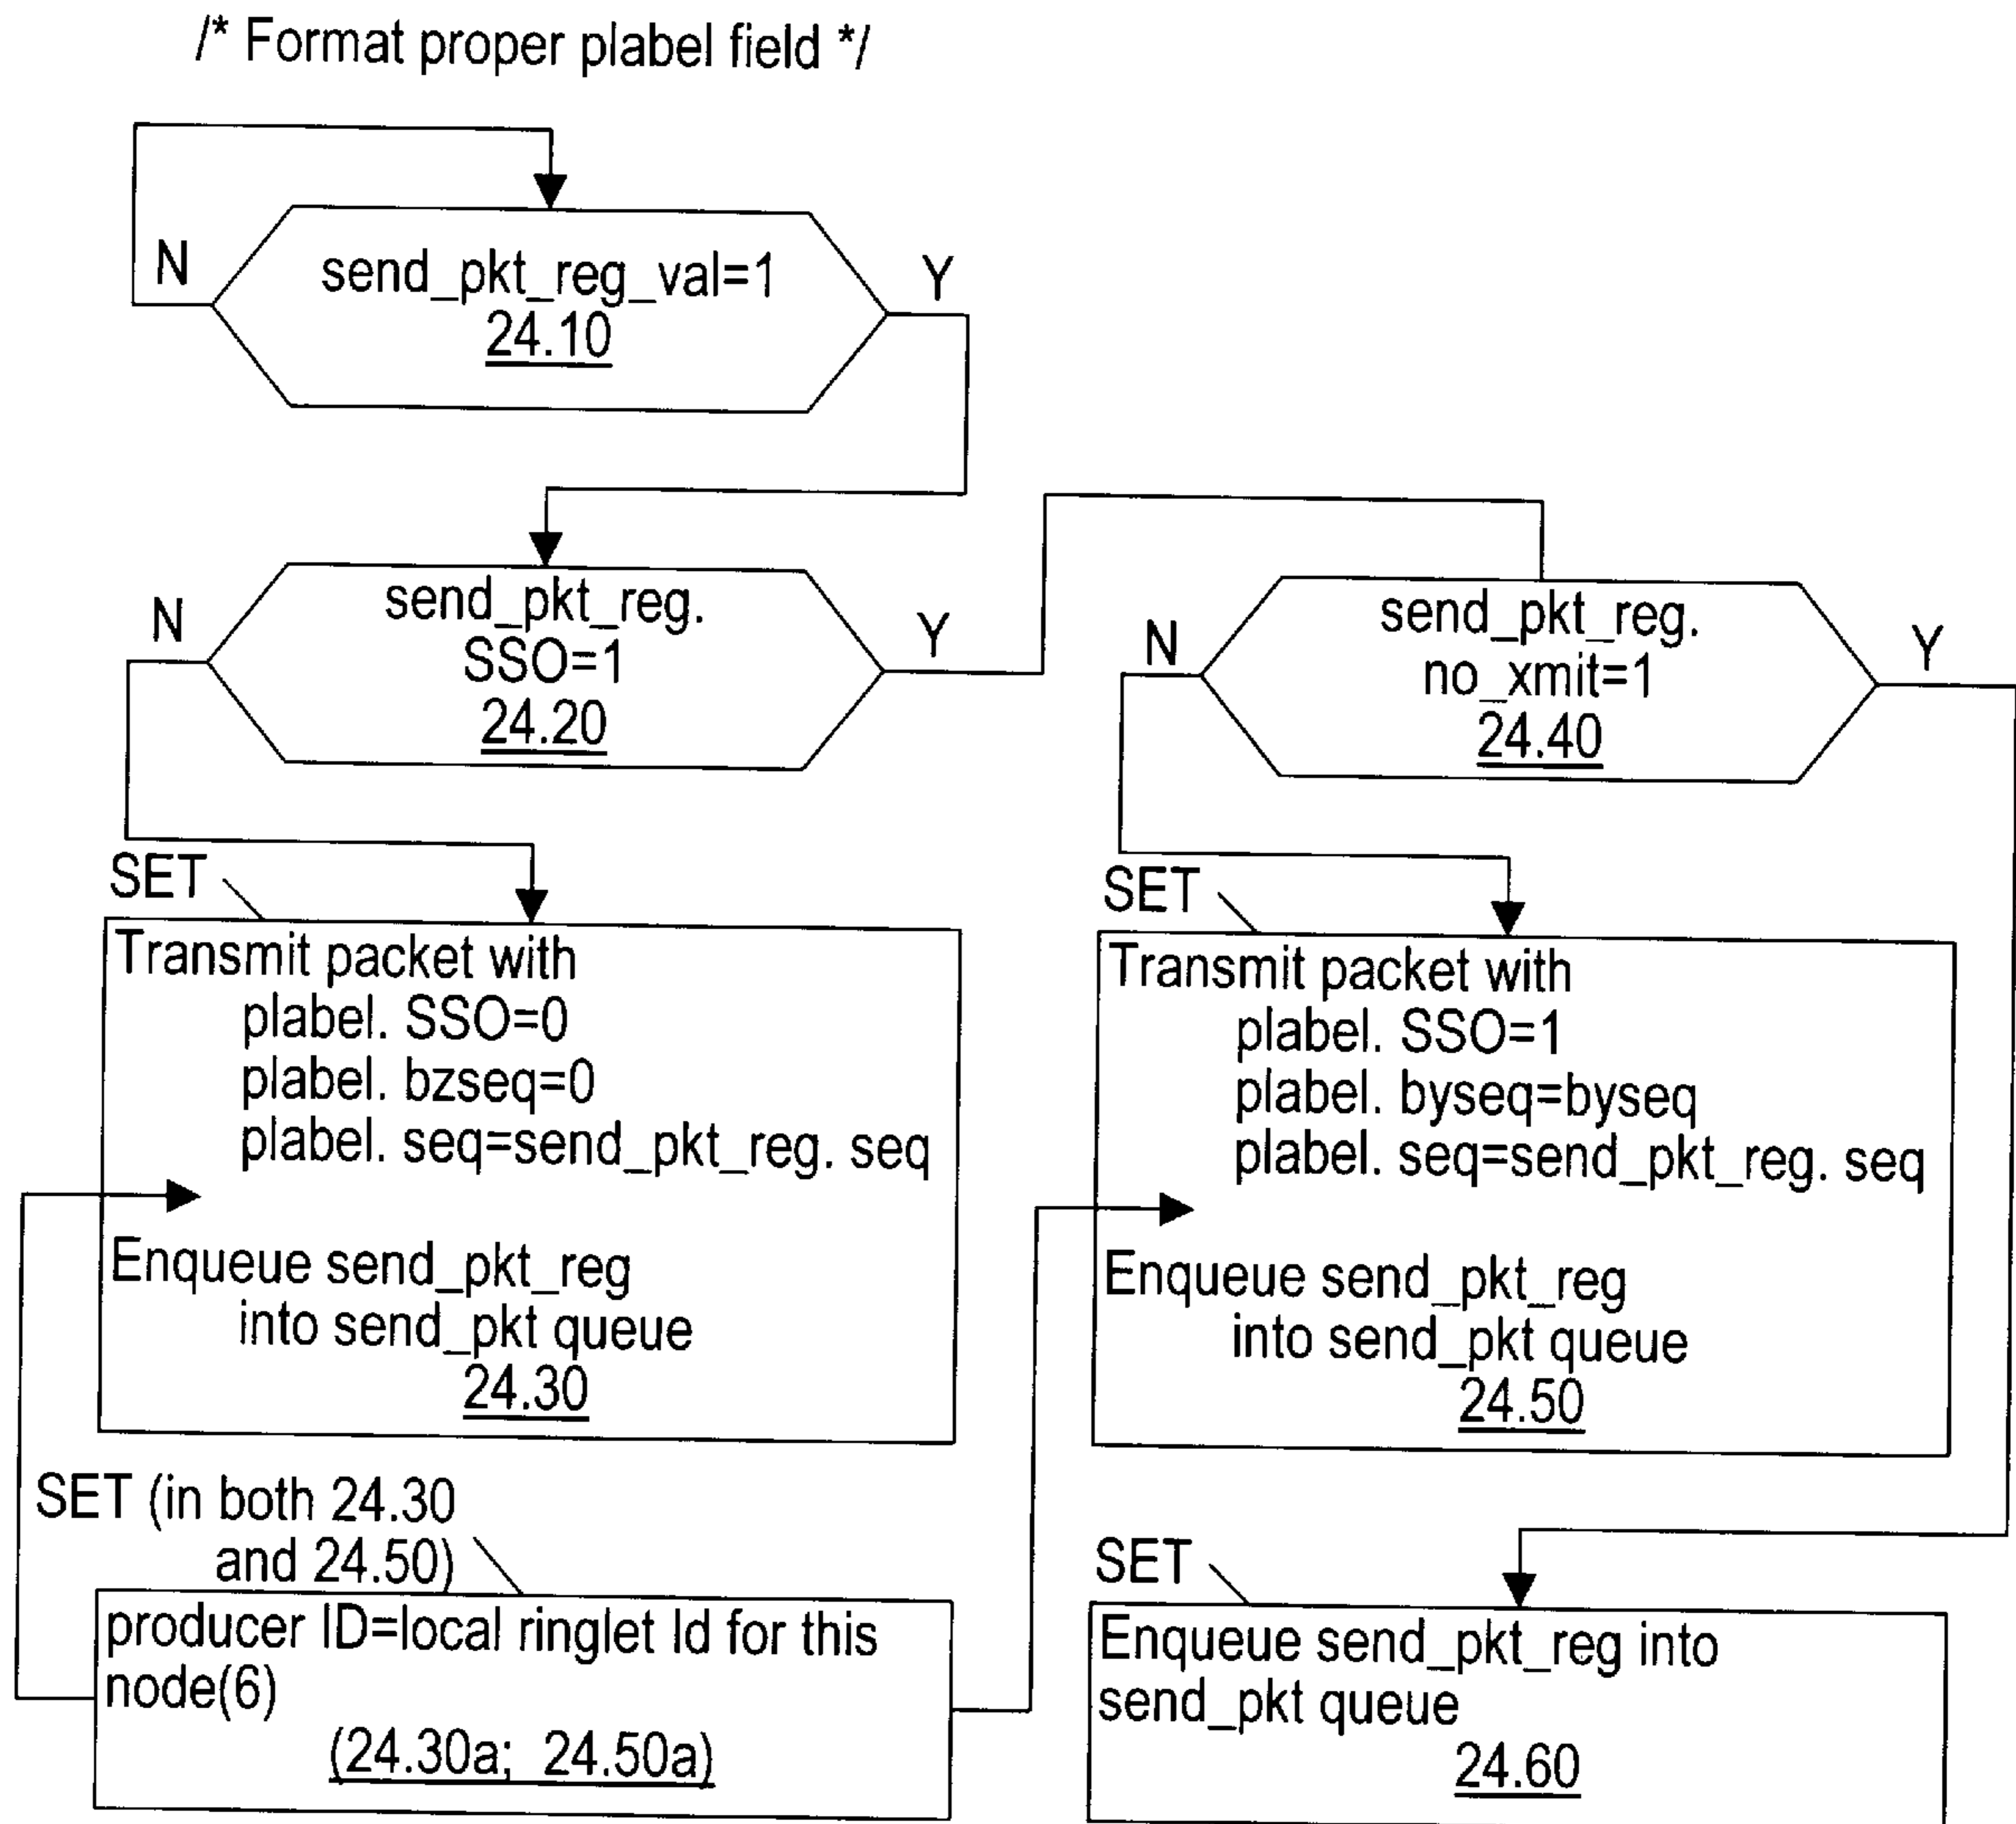 /* Format proper plabel field */
N
send_pkt_reg_val=1
Y
24.10
N
send_pkt_reg.
SSO=1
24.20
Y
N
send_pkt_reg.
no_xmit=1
24.40
Y
SET
Transmit packet with
plabel. SSO=0
plabel. bzseq=0
plabel. seq=send_pkt_reg. seq
Enqueue send_pkt_reg
into send_pkt queue
24.30
SET
Transmit packet with
plabel. SSO=1
plabel. byseq=byseq
plabel. seq=send_pkt_reg. seq
Enqueue send_pkt_reg
into send_pkt queue
24.50
SET (in both 24.30
and 24.50)
producer ID=local ringlet Id for this
node(6)
(24.30a; 24.50a)
SET
Enqueue send_pkt_reg into
send_pkt queue
24.60